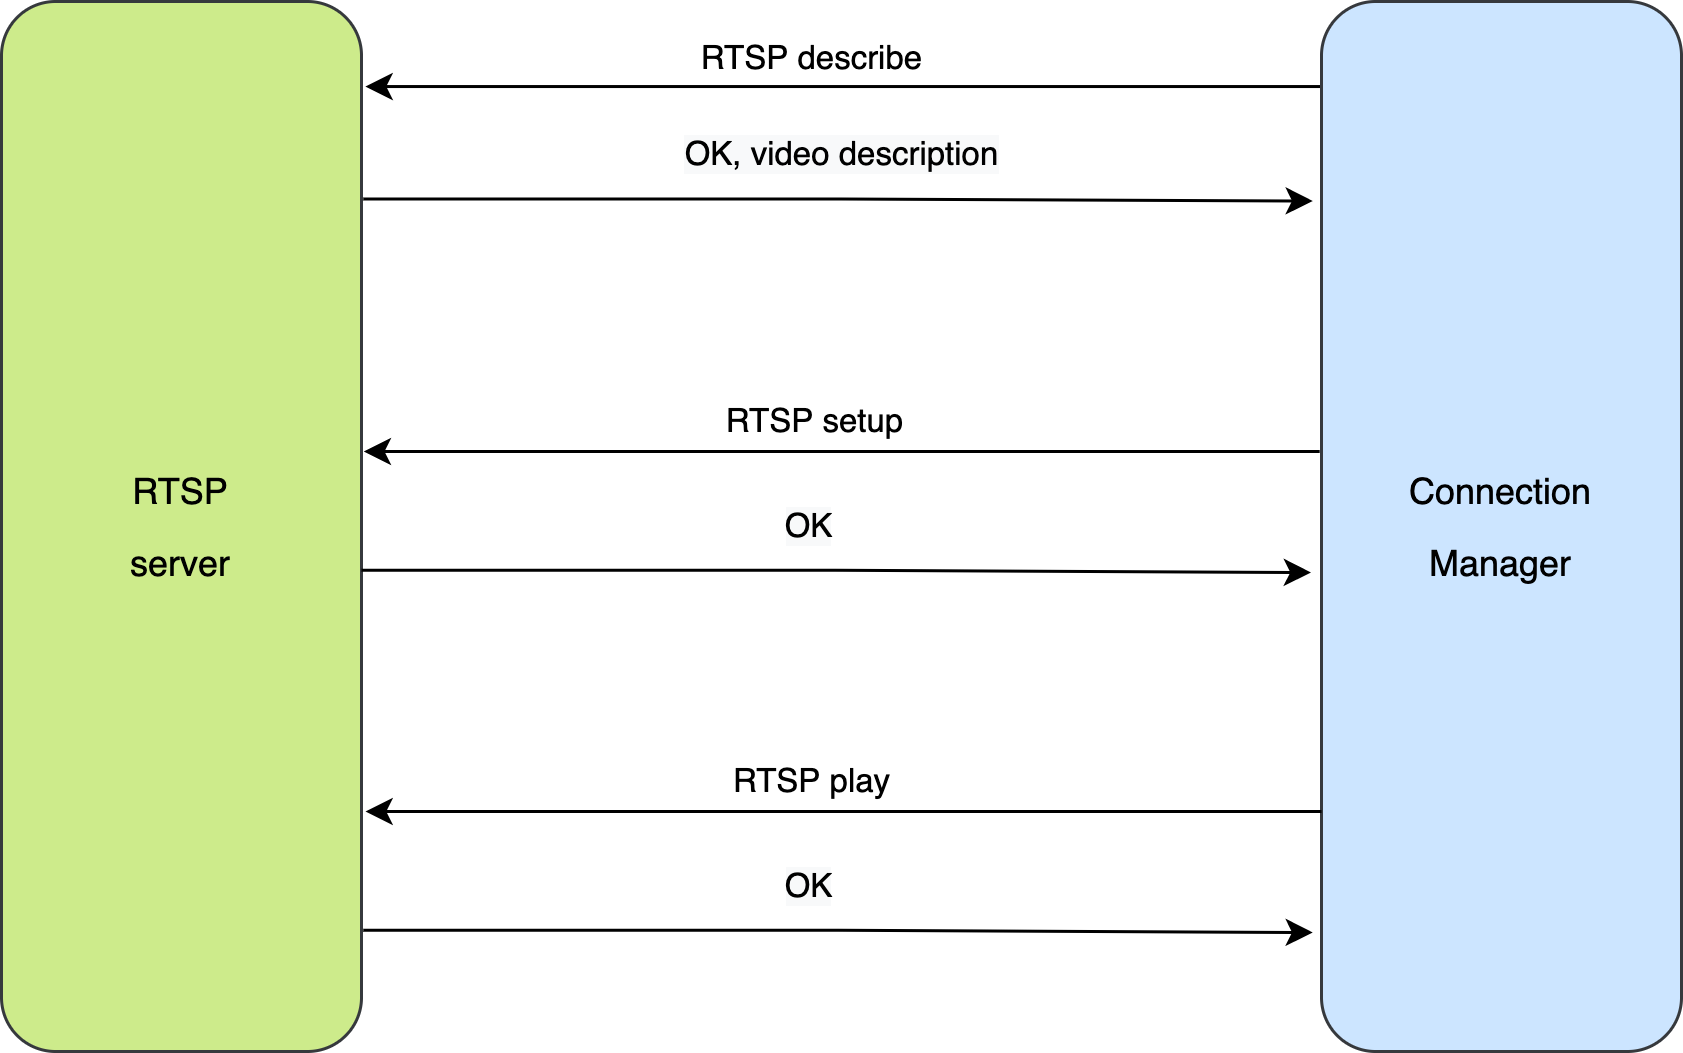 RTSP describe
OK, video description
RTSP setup
RTSP
server
OK
Connection
Manager
RTSP play
OK